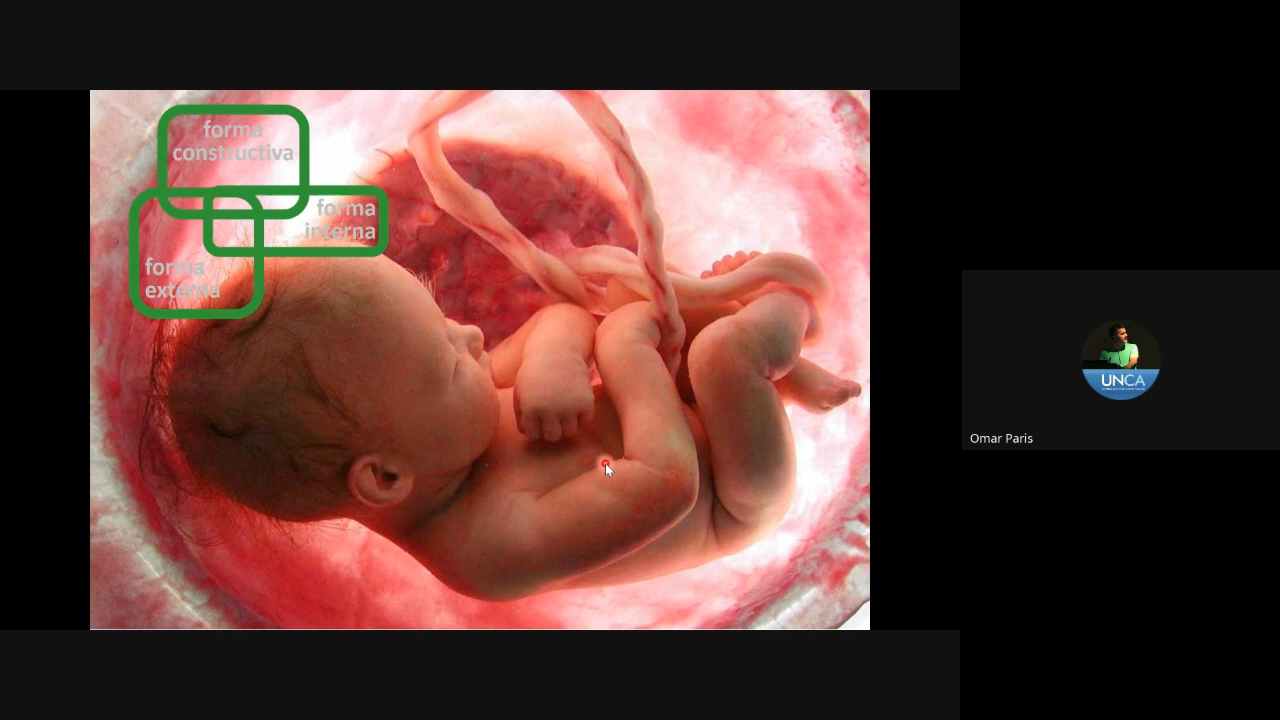 forma
constructiva
forma
interna
forma
externa
UNCA
Omar Paris